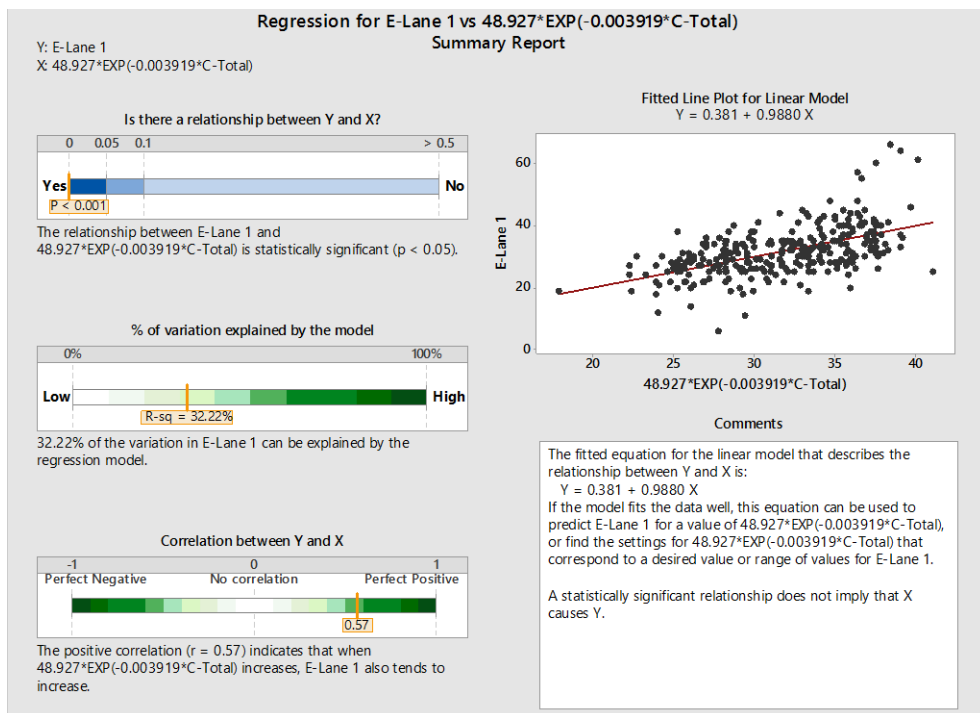 Regression for E-Lane 1 vs 48.927*EXP(-0.003919*C-Total)
Summary Report
Y: E-Lane 1
X: 48.927*EXP(-0.003919*C-Total)
Is there a relationship between Y and X?
0 0.05 0.1 > 0.5
Yes No
P < 0.001
The relationship between E-Lane 1 and
48.927*EXP(-0.003919*C-Total) is statistically significant (p < 0.05).
% of variation explained by the model
0% 100%
Low High
R-sq = 32.22%
32.22% of the variation in E-Lane 1 can be explained by the
regression model.
Correlation between Y and X
-1 0 1
Perfect Negative No correlation Perfect Positive
0.57
The positive correlation (r = 0.57) indicates that when
48.927*EXP(-0.003919*C-Total) increases, E-Lane 1 also tends to
increase.
Fitted Line Plot for Linear Model
Y = 0.381 + 0.9880 X
60
40
20
0
E-Lane 1
20 25 30 35 40
48.927*EXP(-0.003919*C-Total)
Comments
The fitted equation for the linear model that describes the
relationship between Y and X is:
Y = 0.381 + 0.9880 X
If the model fits the data well, this equation can be used to
predict E-Lane 1 for a value of 48.927*EXP(-0.003919*C-Total),
or find the settings for 48.927*EXP(-0.003919*C-Total) that
correspond to a desired value or range of values for E-Lane 1.
A statistically significant relationship does not imply that X
causes Y.